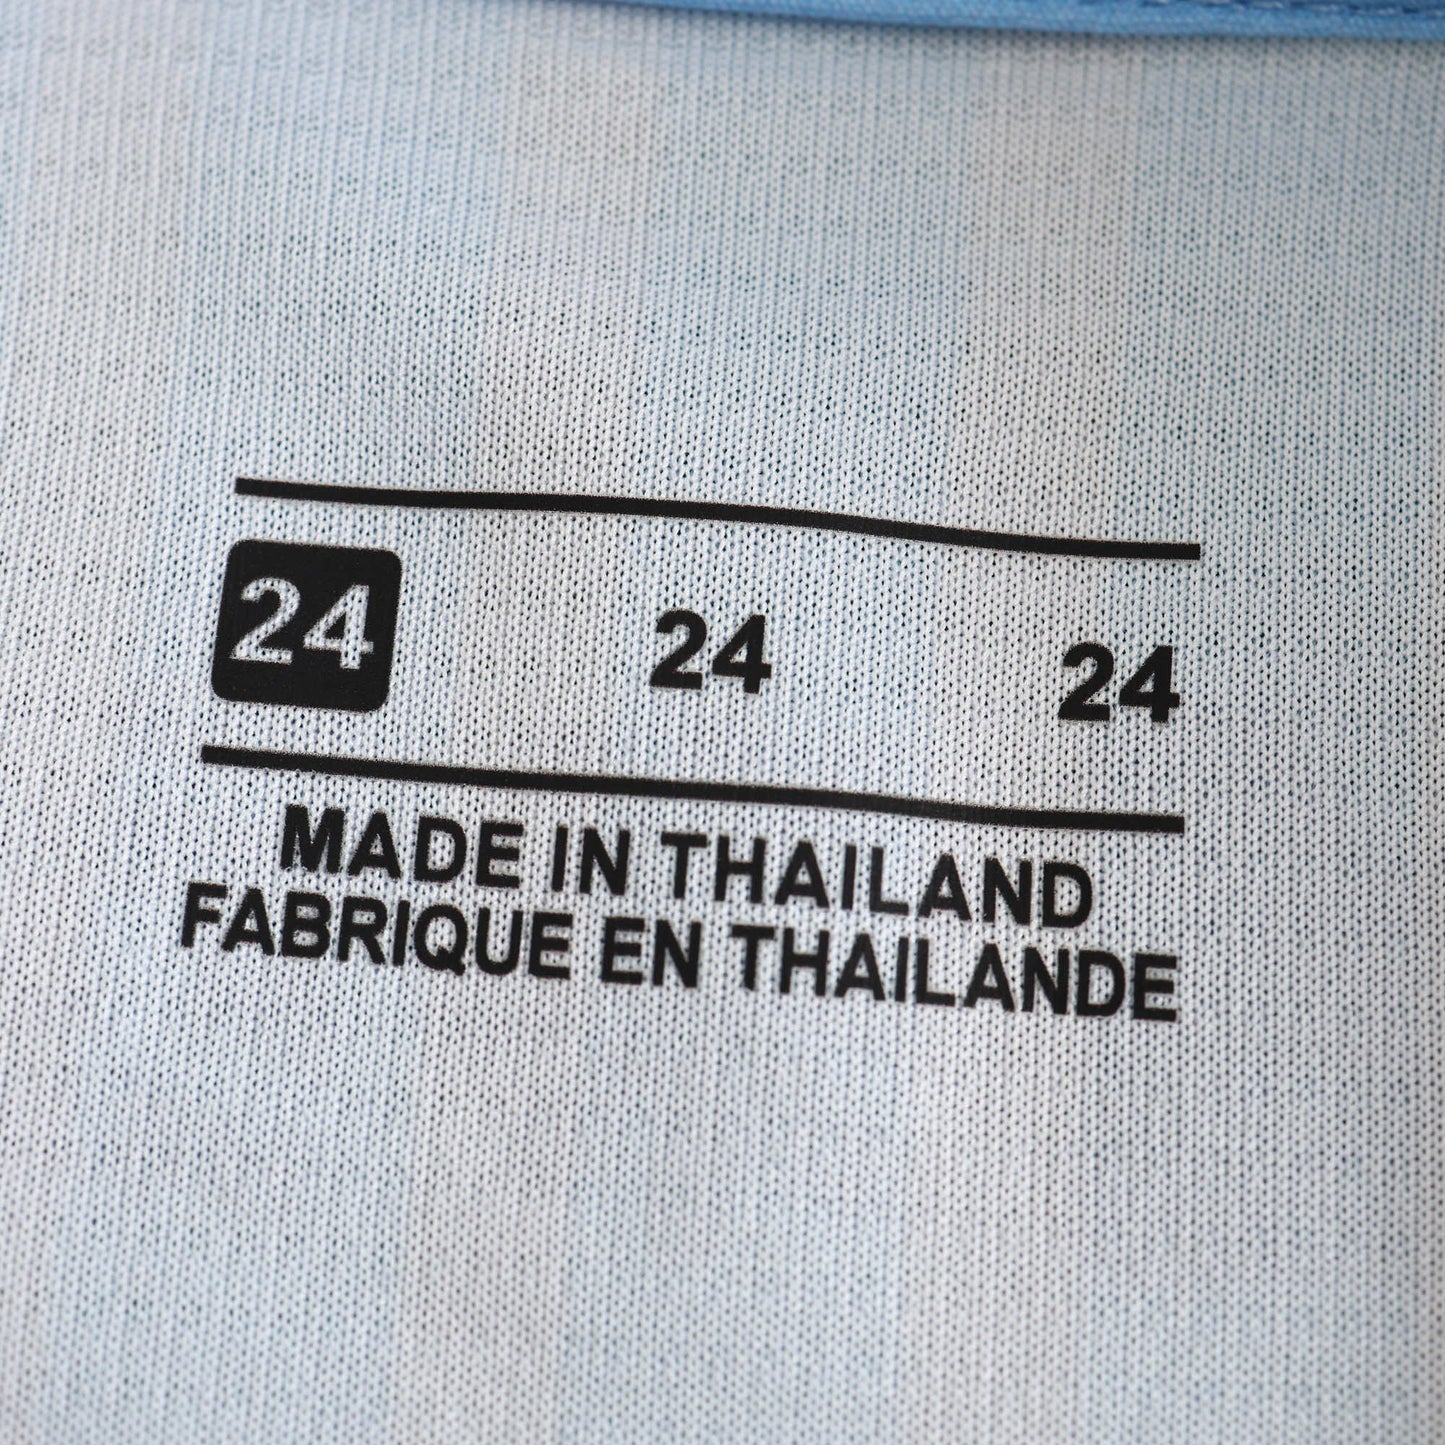 24 24 24
MADE IN THAILAND
FABRIQUE EN THAILANDE